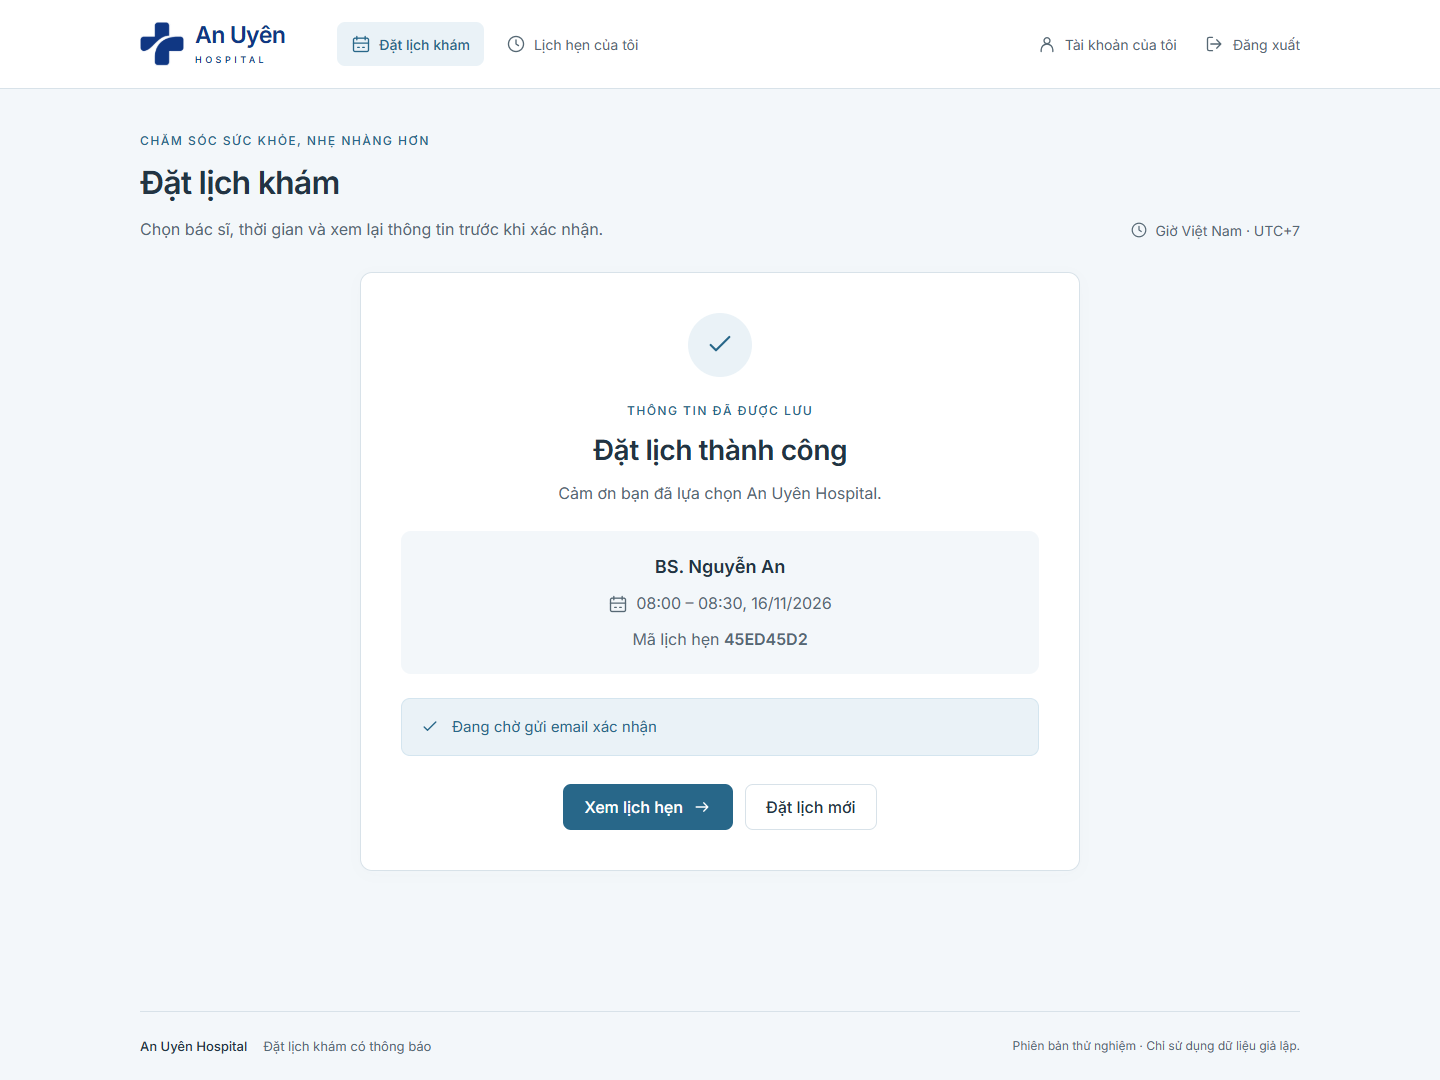 An Uyên
HOSPITAL
Đặt lịch khám
Lịch hẹn của tôi
Tài khoản của tôi
Đăng xuất
CHĂM SÓC SỨC KHỎE, NHẸ NHÀNG HƠN
Đặt lịch khám
Chọn bác sĩ, thời gian và xem lại thông tin trước khi xác nhận.
Giờ Việt Nam · UTC+7
THÔNG TIN ĐÃ ĐƯỢC LƯU
Đặt lịch thành công
Cảm ơn bạn đã lựa chọn An Uyên Hospital.
BS. Nguyễn An
08:00 – 08:30, 16/11/2026
Mã lịch hẹn 45ED45D2
Đang chờ gửi email xác nhận
Xem lịch hẹn →
Đặt lịch mới
An Uyên Hospital
Đặt lịch khám có thông báo
Phiên bản thử nghiệm · Chỉ sử dụng dữ liệu giả lập.